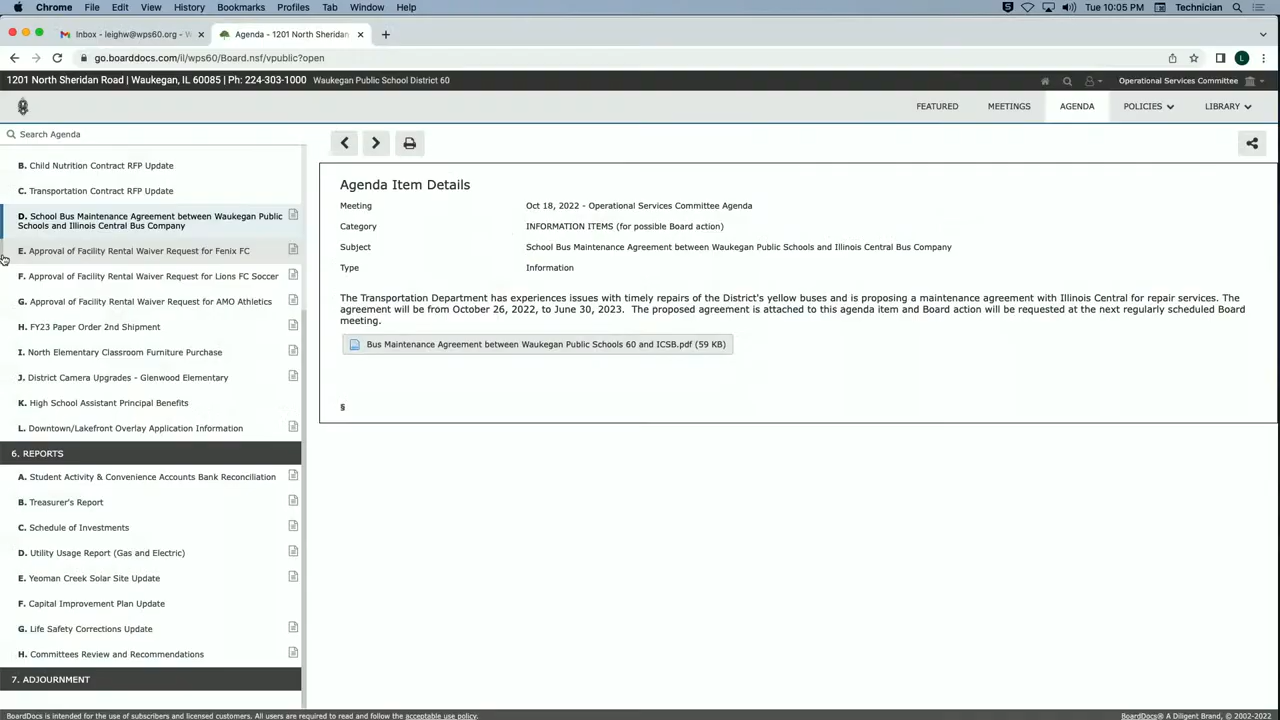 Chrome File Edit View History Bookmarks Profiles Tab Window Help Tue 10:05 PM Technician
Inbox - leighw@wps60.org - W
Agenda - 1201 North Sheridan
go.boarddocs.com/il/wps60/Board.nsf/vpublic?open
L
1201 North Sheridan Road | Waukegan, IL 60085 | Ph: 224-303-1000 Waukegan Public School District 60
Operational Services Committee
FEATURED MEETINGS AGENDA POLICIES LIBRARY
Search Agenda
B. Child Nutrition Contract RFP Update
C. Transportation Contract RFP Update
D. School Bus Maintenance Agreement between Waukegan Public
Schools and Illinois Central Bus Company
E. Approval of Facility Rental Waiver Request for Fenix FC
F. Approval of Facility Rental Waiver Request for Lions FC Soccer
G. Approval of Facility Rental Waiver Request for AMO Athletics
H. FY23 Paper Order 2nd Shipment
I. North Elementary Classroom Furniture Purchase
J. District Camera Upgrades - Glenwood Elementary
K. High School Assistant Principal Benefits
L. Downtown/Lakefront Overlay Application Information
6. REPORTS
A. Student Activity & Convenience Accounts Bank Reconciliation
B. Treasurer's Report
C. Schedule of Investments
D. Utility Usage Report (Gas and Electric)
E. Yeoman Creek Solar Site Update
F. Capital Improvement Plan Update
G. Life Safety Corrections Update
H. Committees Review and Recommendations
7. ADJOURNMENT
Agenda Item Details
Meeting Oct 18, 2022 - Operational Services Committee Agenda
Category INFORMATION ITEMS (for possible Board action)
Subject School Bus Maintenance Agreement between Waukegan Public Schools and Illinois Central Bus Company
Type Information
The Transportation Department has experiences issues with timely repairs of the District's yellow buses and is proposing a maintenance agreement with Illinois Central for repair services. The
agreement will be from October 26, 2022, to June 30, 2023. The proposed agreement is attached to this agenda item and Board action will be requested at the next regularly scheduled Board
meeting.
Bus Maintenance Agreement between Waukegan Public Schools 60 and ICSB.pdf (59 KB)
§
BoardDocs is intended for the use of subscribers and licensed customers. All users are required to read and follow the acceptable use policy.
BoardDocs® A Diligent Brand, © 2002-2022